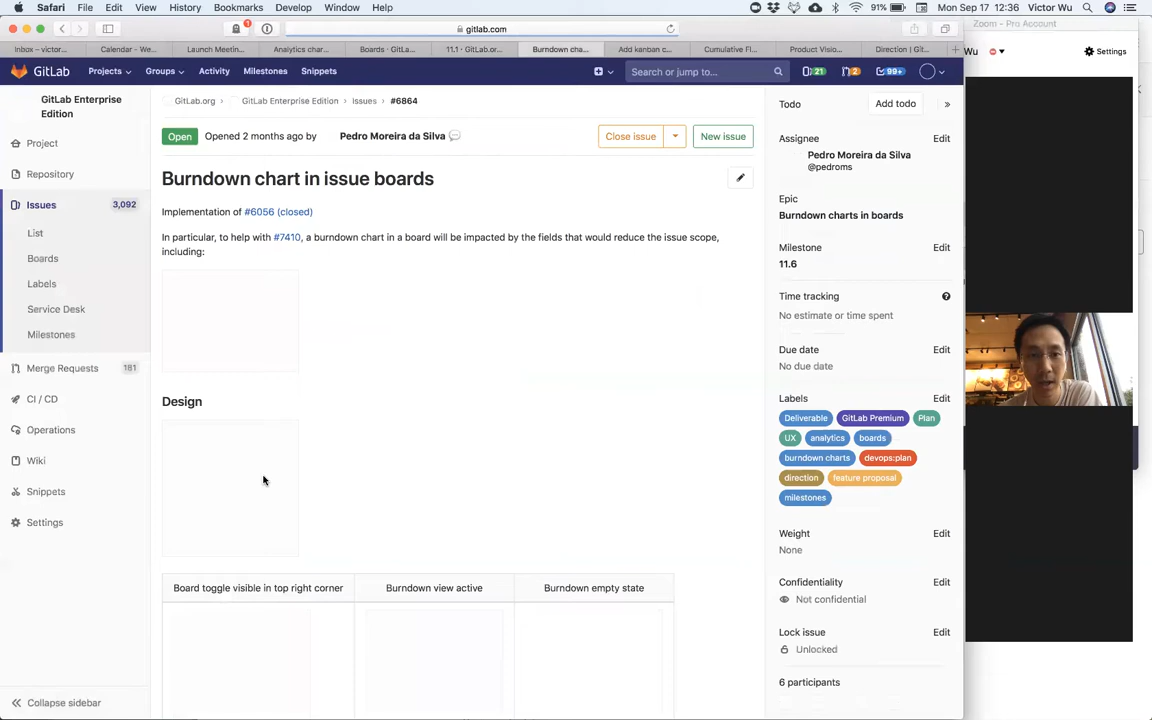 Safari File Edit View History Bookmarks Develop Window Help
91% Mon Sep 17 12:36 Victor Wu
Zoom - Pro Account
gitlab.com
Inbox – victor... Calendar - We... Launch Meetin... Analytics char... Boards · GitLa... 11.1 · GitLab.or... Burndown cha... Add kanban c... Cumulative Fl... Product Visio... Direction | Git...
Wu Settings
GitLab Projects Groups Activity Milestones Snippets Search or jump to... 21 2 99+
GitLab Enterprise
Edition
Project
Repository
Issues 3,092
List
Boards
Labels
Service Desk
Milestones
Merge Requests 181
CI / CD
Operations
Wiki
Snippets
Settings
Collapse sidebar
GitLab.org GitLab Enterprise Edition Issues #6864
Open Opened 2 months ago by Pedro Moreira da Silva Close issue New issue
Burndown chart in issue boards
Implementation of #6056 (closed)
In particular, to help with #7410, a burndown chart in a board will be impacted by the fields that would reduce the issue scope,
including:
Design
Board toggle visible in top right corner Burndown view active Burndown empty state
Todo Add todo
Assignee Edit
Pedro Moreira da Silva
@pedroms
Epic
Burndown charts in boards
Milestone Edit
11.6
Time tracking
No estimate or time spent
Due date Edit
No due date
Labels Edit
Deliverable GitLab Premium Plan
UX analytics boards
burndown charts devops:plan
direction feature proposal
milestones
Weight Edit
None
Confidentiality Edit
Not confidential
Lock issue Edit
Unlocked
6 participants